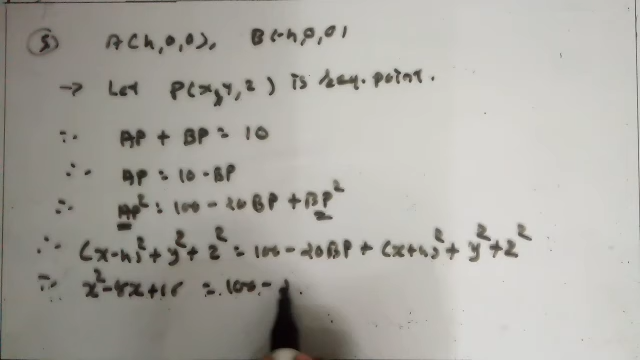 (5) A(4,0,0), B(-4,0,0)
→ Let P(x,y,z) is req. point.
∴ AP + BP = 10
∴ AP = 10 - BP
∴ AP² = 100 - 20BP + BP²
∴ (x-4)² + y² + z² = 100 - 20BP + (x+4)² + y² + z²
∴ x² - 8x + 16 = 100 -